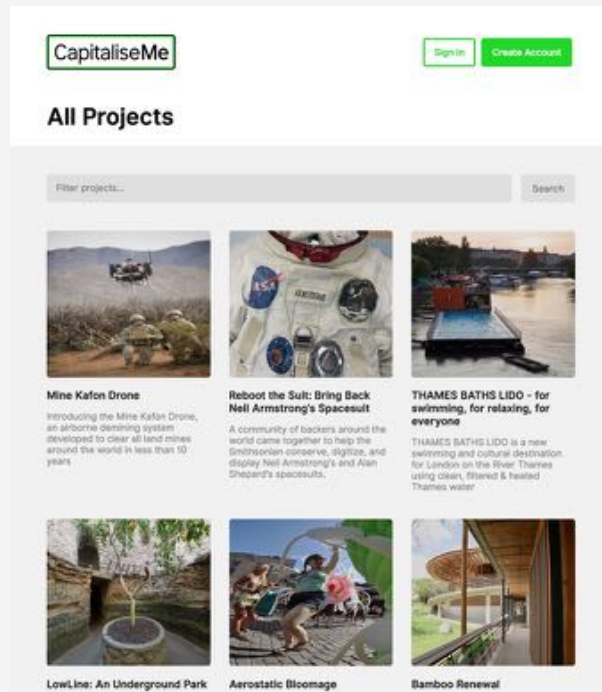 CapitaliseMe
Sign In
Create Account
All Projects
Filter projects...
Search
NASA
ARMSTRONG
Mine Kafon Drone
Introducing the Mine Kafon Drone,
an airborne demining system
developed to clear all land mines
around the world in less than 10
years
Reboot the Suit: Bring Back
Neil Armstrong's Spacesuit
A community of backers around the
world came together to help the
Smithsonian conserve, digitize, and
display Neil Armstrong's and Alan
Shepard's spacesuits.
THAMES BATHS LIDO - for
swimming, for relaxing, for
everyone
THAMES BATHS LIDO is a new
swimming and cultural destination
for London on the River Thames
using clean, filtered & heated
Thames water
LowLine: An Underground Park
Aerostatic Bloomage
Bamboo Renewal